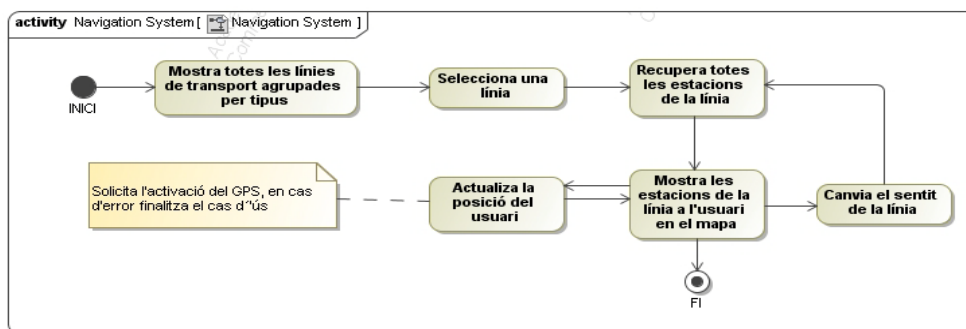 activity Navigation System [ Navigation System ]
Mostra totes les línies
de transport agrupades
per tipus
Selecciona una
línia
Recupera totes
les estacions
de la línia
INICI
Solicita l'activació del GPS, en cas
d'error finalitza el cas d´ús
Actualiza la
posició del
usuari
Mostra les
estacions de la
línia a l'usuari
en el mapa
Canvia el sentit
de la línia
FI